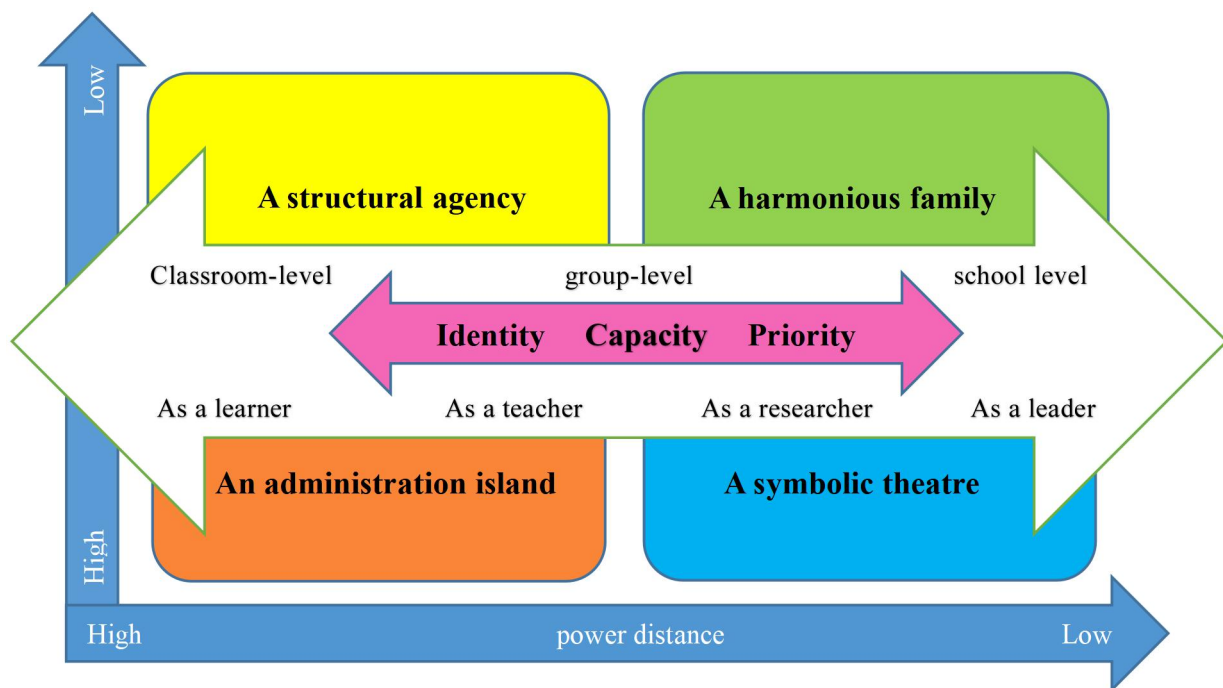 Low
A structural agency
A harmonious family
Classroom-level
group-level
school level
Identity Capacity Priority
As a learner
As a teacher
As a researcher
As a leader
An administration island
A symbolic theatre
High
High
power distance
Low